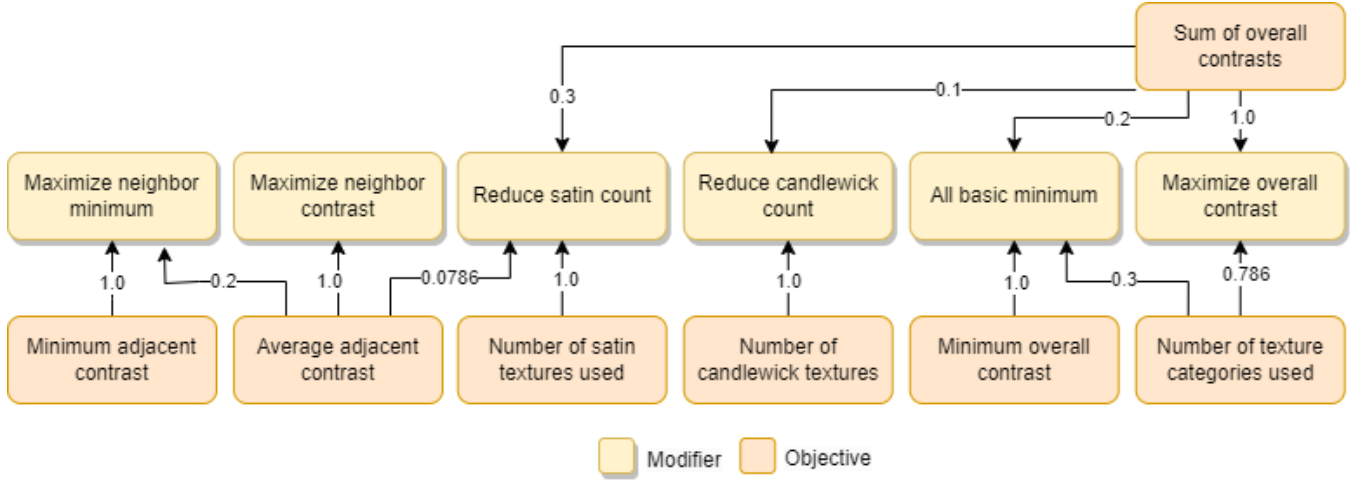 Sum of overall
contrasts
0.3
0.1
0.2
1.0
Maximize neighbor
minimum
Maximize neighbor
contrast
Reduce satin count
Reduce candlewick
count
All basic minimum
Maximize overall
contrast
1.0
0.2
1.0
0.0786
1.0
1.0
1.0
0.3
0.786
Minimum adjacent
contrast
Average adjacent
contrast
Number of satin
textures used
Number of
candlewick textures
Minimum overall
contrast
Number of texture
categories used
Modifier
Objective